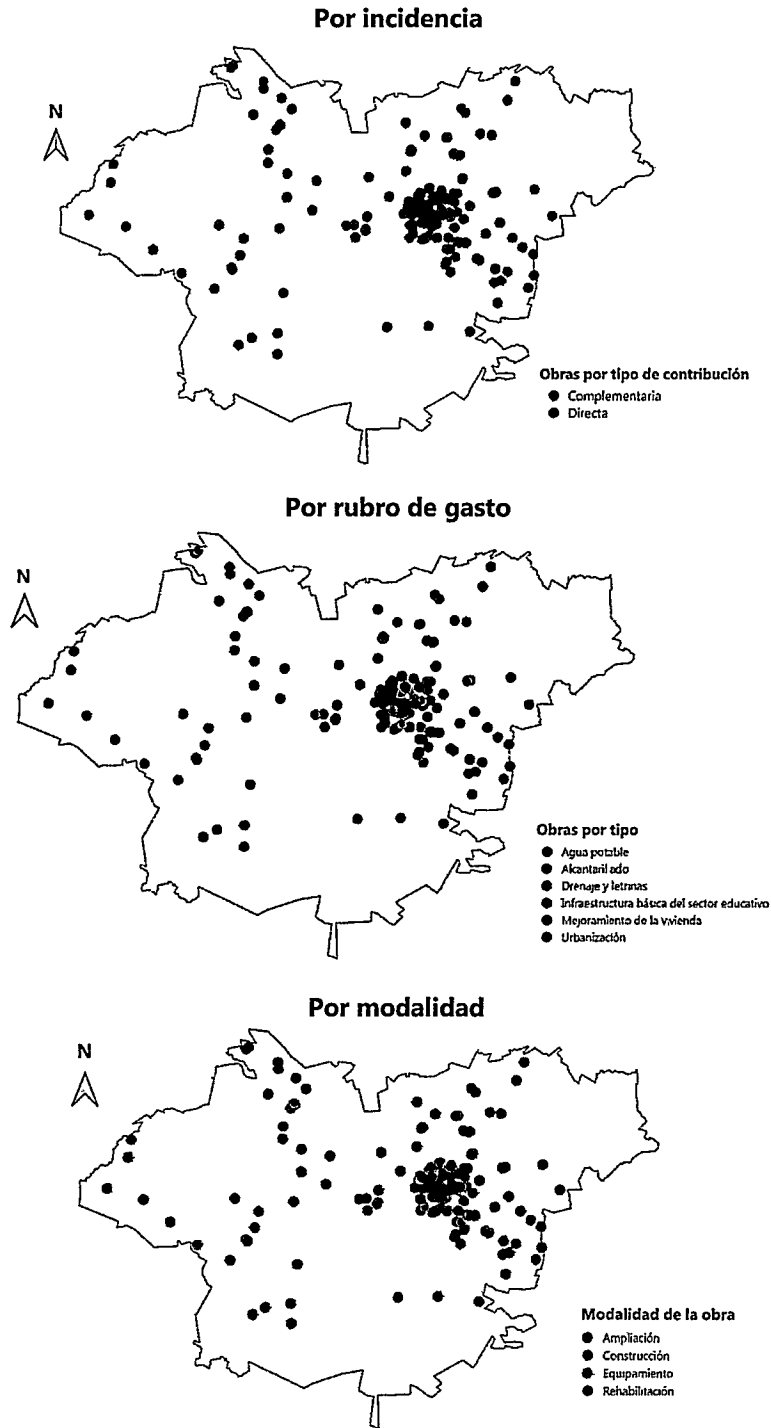 Por incidencia
N
Obras por tipo de contribución
Complementaria
Directa
Por rubro de gasto
N
Obras por tipo
Agua potable
Alcantarillado
Drenaje y letrinas
Infraestructura básica del sector educativo
Mejoramiento de la vivienda
Urbanización
Por modalidad
N
Modalidad de la obra
Ampliación
Construcción
Equipamiento
Rehabilitación